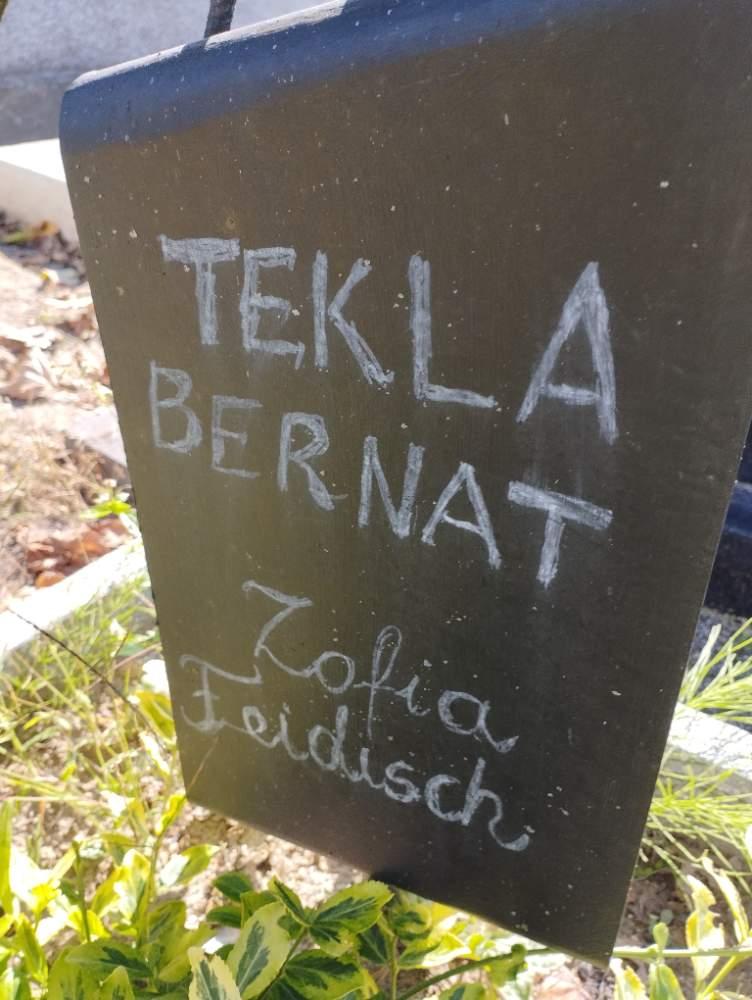 TEKLA
BERNAT
Zofia
Feidisch